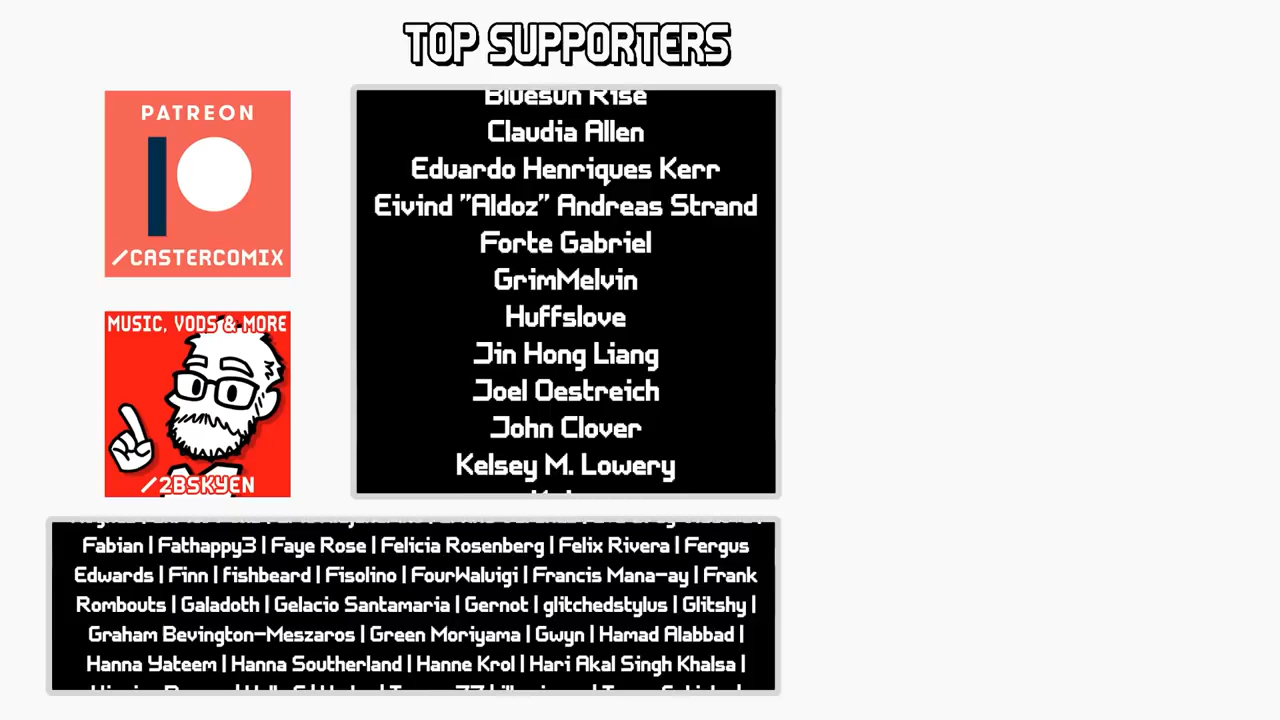 TOP SUPPORTERS
PATREON
/CASTERCOMIX
MUSIC, VODS & MORE
/2BSKYEN
Bluesun Rise
Claudia Allen
Eduardo Henriques Kerr
Eivind "Aldoz" Andreas Strand
Forte Gabriel
GrimMelvin
Huffslove
Jin Hong Liang
Joel Oestreich
John Clover
Kelsey M. Lowery
Fabian | Fathappy3 | Faye Rose | Felicia Rosenberg | Felix Rivera | Fergus
Edwards | Finn | fishbeard | Fisolino | FourWaluigi | Francis Mana-ay | Frank
Rombouts | Galadoth | Gelacio Santamaria | Gernot | glitchedstylus | Glitshy |
Graham Bevington-Meszaros | Green Moriyama | Gwyn | Hamad Alabbad |
Hanna Yateem | Hanna Southerland | Hanne Krol | Hari Akal Singh Khalsa |